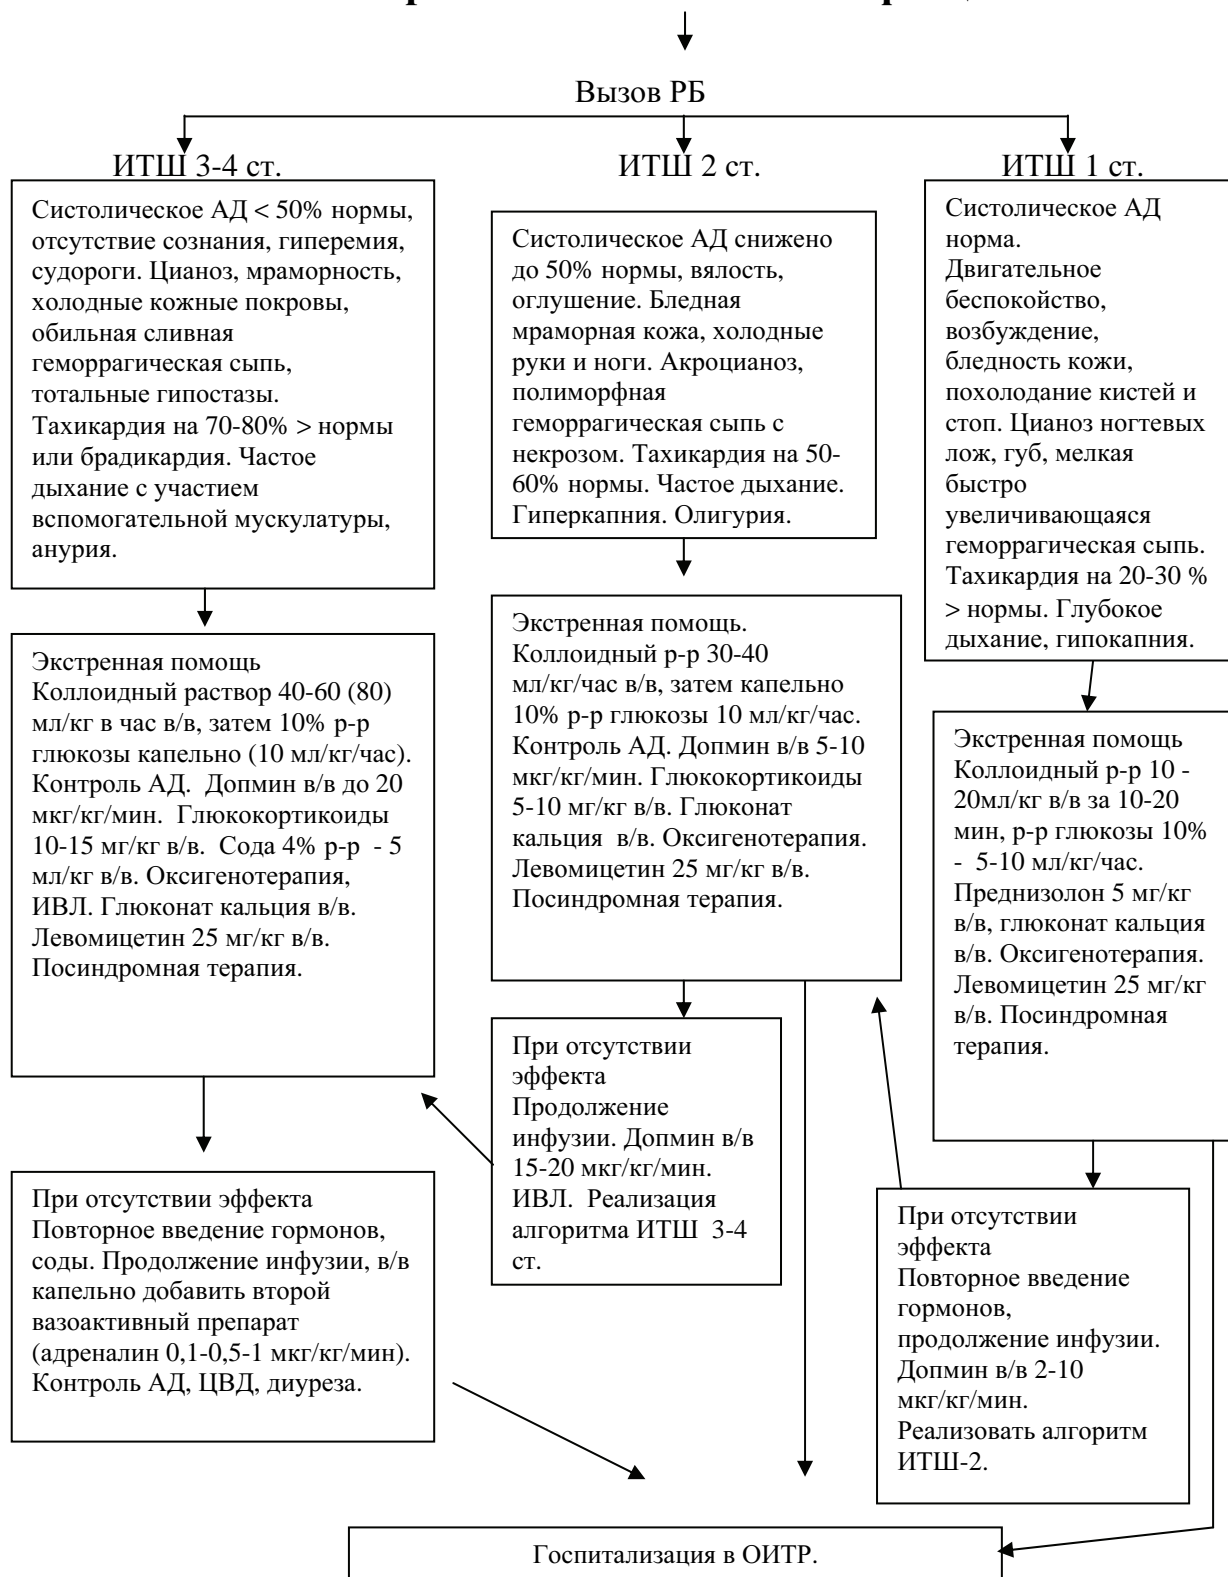 Вызов РБ
ИТШ 3-4 ст.
Систолическое АД < 50% нормы,
отсутствие сознания, гиперемия,
судороги. Цианоз, мраморность,
холодные кожные покровы,
обильная сливная
геморрагическая сыпь,
тотальные гипостазы.
Тахикардия на 70-80% > нормы
или брадикардия. Частое
дыхание с участием
вспомогательной мускулатуры,
анурия.
Экстренная помощь
Коллоидный раствор 40-60 (80)
мл/кг в час в/в, затем 10% р-р
глюкозы капельно (10 мл/кг/час).
Контроль АД. Допмин в/в до 20
мкг/кг/мин. Глюкокортикоиды
10-15 мг/кг в/в. Сода 4% р-р - 5
мл/кг в/в. Оксигенотерапия,
ИВЛ. Глюконат кальция в/в.
Левомицетин 25 мг/кг в/в.
Посиндромная терапия.
При отсутствии эффекта
Повторное введение гормонов,
соды. Продолжение инфузии, в/в
капельно добавить второй
вазоактивный препарат
(адреналин 0,1-0,5-1 мкг/кг/мин).
Контроль АД, ЦВД, диуреза.
ИТШ 2 ст.
Систолическое АД снижено
до 50% нормы, вялость,
оглушение. Бледная
мраморная кожа, холодные
руки и ноги. Акроцианоз,
полиморфная
геморрагическая сыпь с
некрозом. Тахикардия на 50-
60% нормы. Частое дыхание.
Гиперкапния. Олигурия.
Экстренная помощь.
Коллоидный р-р 30-40
мл/кг/час в/в, затем капельно
10% р-р глюкозы 10 мл/кг/час.
Контроль АД. Допмин в/в 5-10
мкг/кг/мин. Глюкокортикоиды
5-10 мг/кг в/в. Глюконат
кальция в/в. Оксигенотерапия.
Левомицетин 25 мг/кг в/в.
Посиндромная терапия.
При отсутствии
эффекта
Продолжение
инфузии. Допмин в/в
15-20 мкг/кг/мин.
ИВЛ. Реализация
алгоритма ИТШ 3-4
ст.
ИТШ 1 ст.
Систолическое АД
норма.
Двигательное
беспокойство,
возбуждение,
бледность кожи,
похолодание кистей и
стоп. Цианоз ногтевых
лож, губ, мелкая
быстро
увеличивающаяся
геморрагическая сыпь.
Тахикардия на 20-30 %
> нормы. Глубокое
дыхание, гипокапния.
Экстренная помощь
Коллоидный р-р 10 -
20мл/кг в/в за 10-20
мин, р-р глюкозы 10%
- 5-10 мл/кг/час.
Преднизолон 5 мг/кг
в/в, глюконат кальция
в/в. Оксигенотерапия.
Левомицетин 25 мг/кг
в/в. Посиндромная
терапия.
При отсутствии
эффекта
Повторное введение
гормонов,
продолжение инфузии.
Допмин в/в 2-10
мкг/кг/мин.
Реализовать алгоритм
ИТШ-2.
Госпитализация в ОИТР.